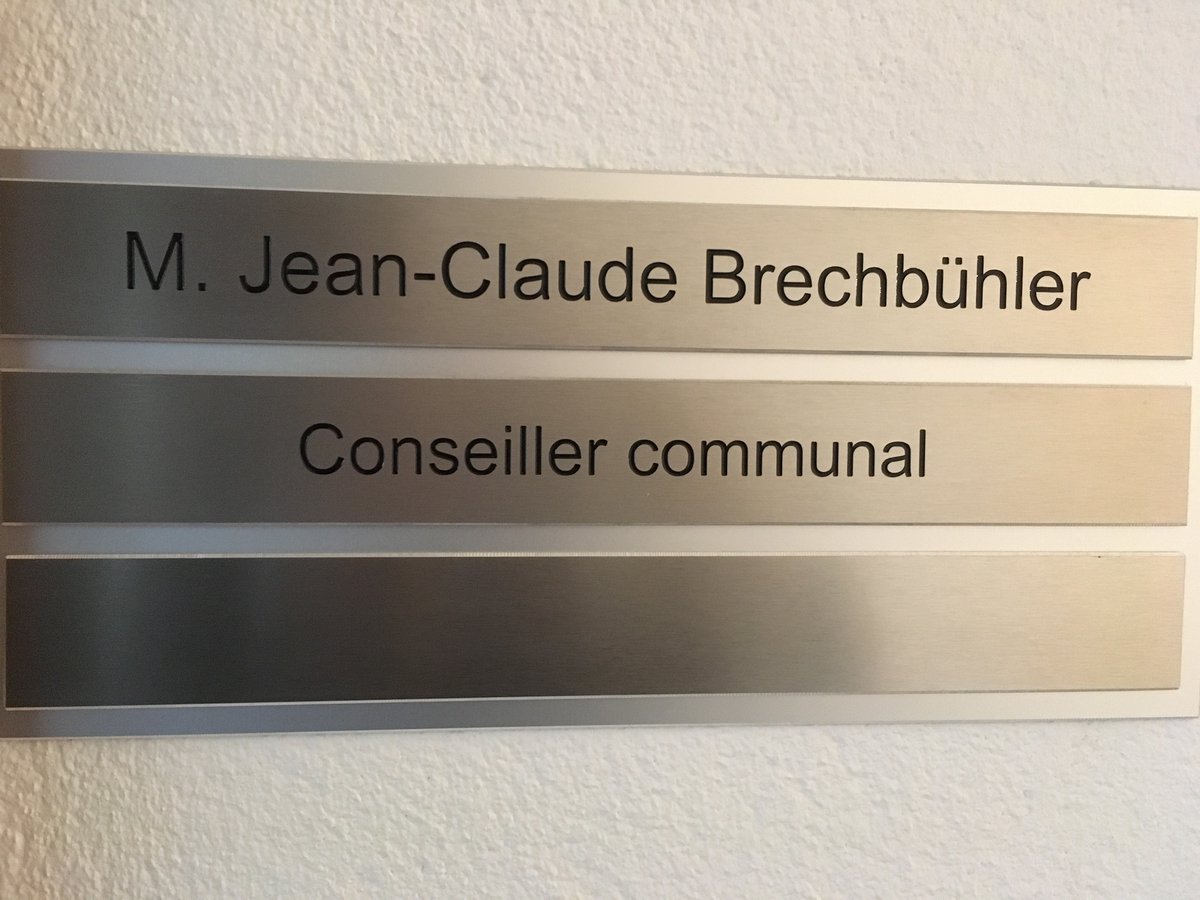 M. Jean-Claude Brechbühler
Conseiller communal